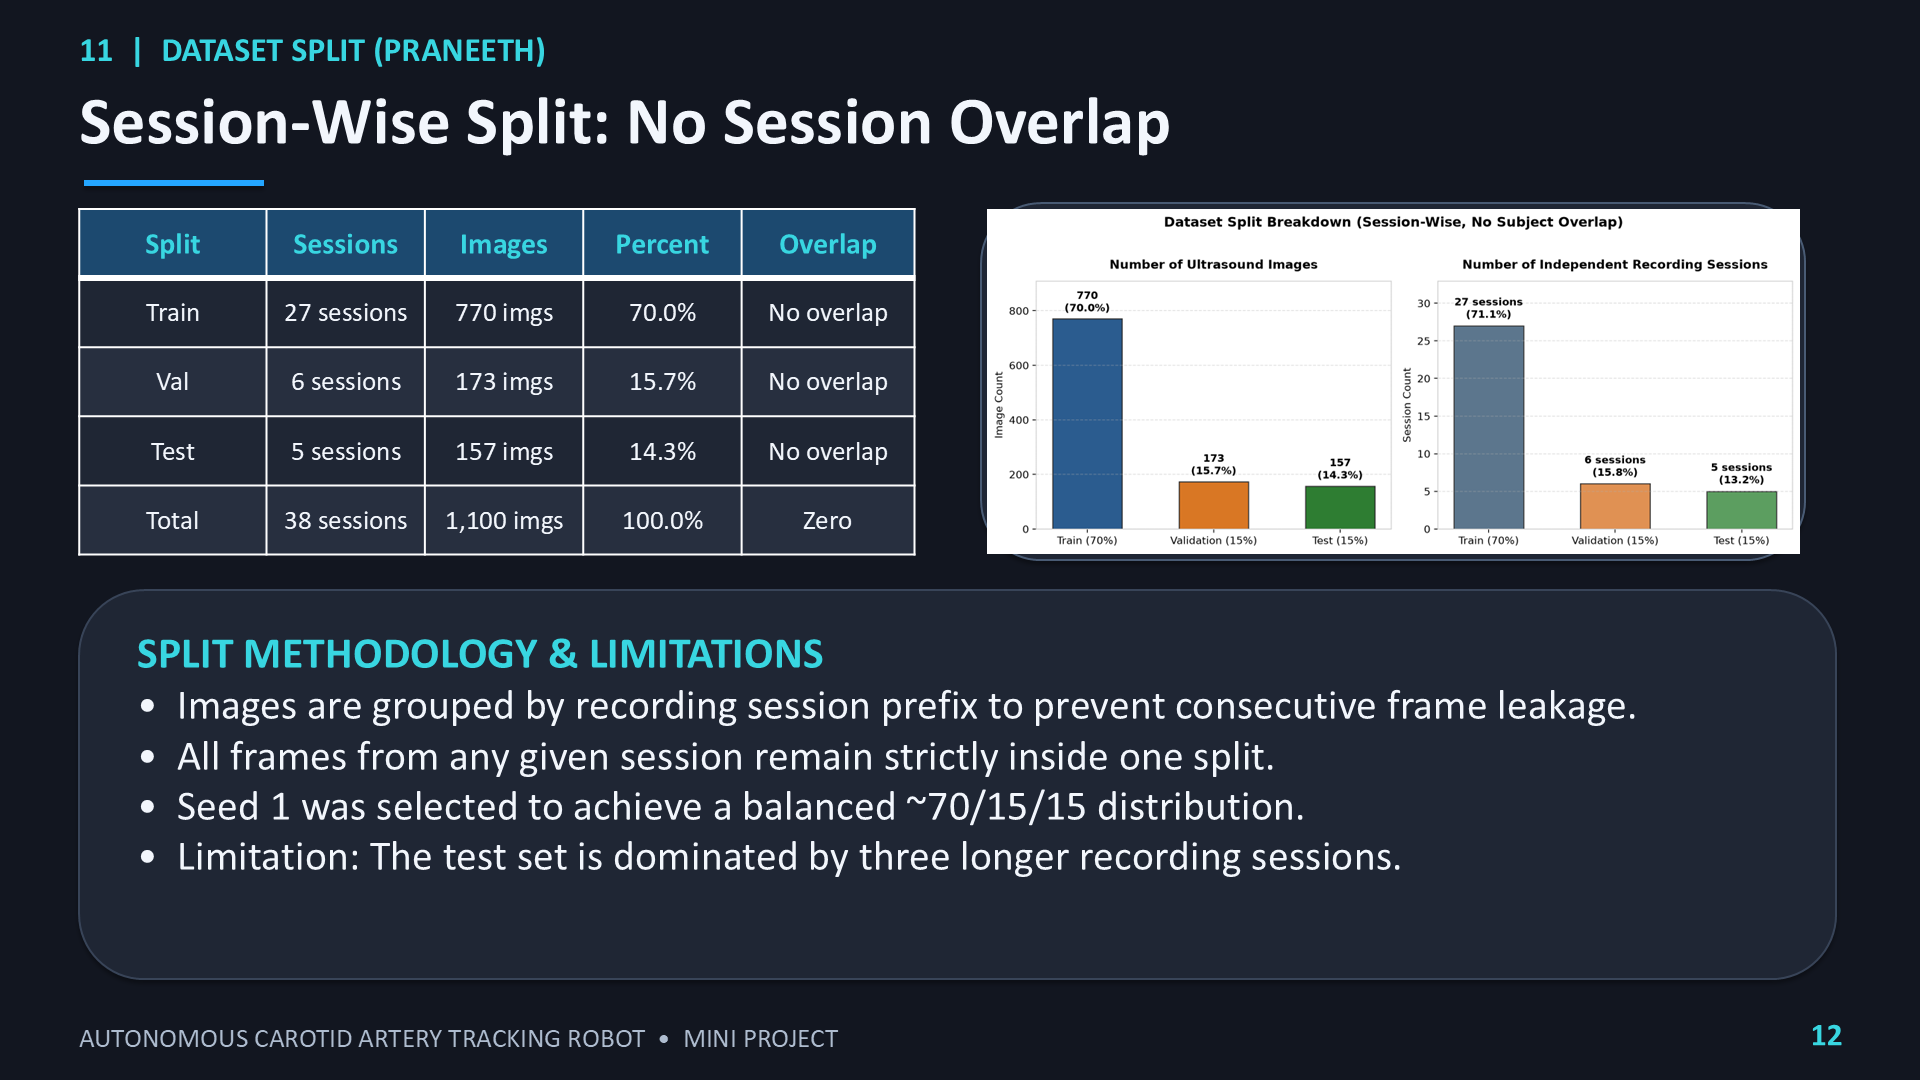 11 | DATASET SPLIT (PRANEETH)
Session-Wise Split: No Session Overlap
Split Sessions Images Percent Overlap
Train 27 sessions 770 imgs 70.0% No overlap
Val 6 sessions 173 imgs 15.7% No overlap
Test 5 sessions 157 imgs 14.3% No overlap
Total 38 sessions 1,100 imgs 100.0% Zero
Dataset Split Breakdown (Session-Wise, No Subject Overlap)
Number of Ultrasound Images
Image Count
800
600
400
200
0
770
(70.0%)
173
(15.7%)
157
(14.3%)
Train (70%) Validation (15%) Test (15%)
Number of Independent Recording Sessions
Session Count
30
25
20
15
10
5
0
27 sessions
(71.1%)
6 sessions
(15.8%)
5 sessions
(13.2%)
Train (70%) Validation (15%) Test (15%)
SPLIT METHODOLOGY & LIMITATIONS
• Images are grouped by recording session prefix to prevent consecutive frame leakage.
• All frames from any given session remain strictly inside one split.
• Seed 1 was selected to achieve a balanced ~70/15/15 distribution.
• Limitation: The test set is dominated by three longer recording sessions.
AUTONOMOUS CAROTID ARTERY TRACKING ROBOT • MINI PROJECT
12